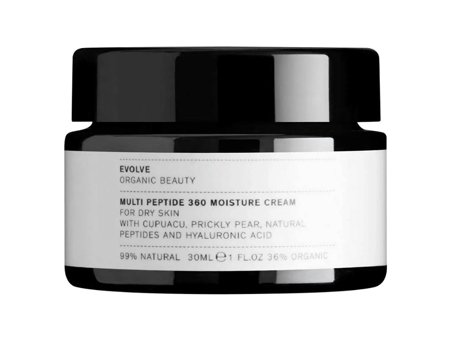 EVOLVE
ORGANIC BEAUTY
MULTI PEPTIDE 360 MOISTURE CREAM
FOR DRY SKIN
WITH CUPUACU, PRICKLY PEAR, NATURAL
PEPTIDES AND HYALURONIC ACID
99% NATURAL 30ML ℮ 1 FL.OZ 36% ORGANIC